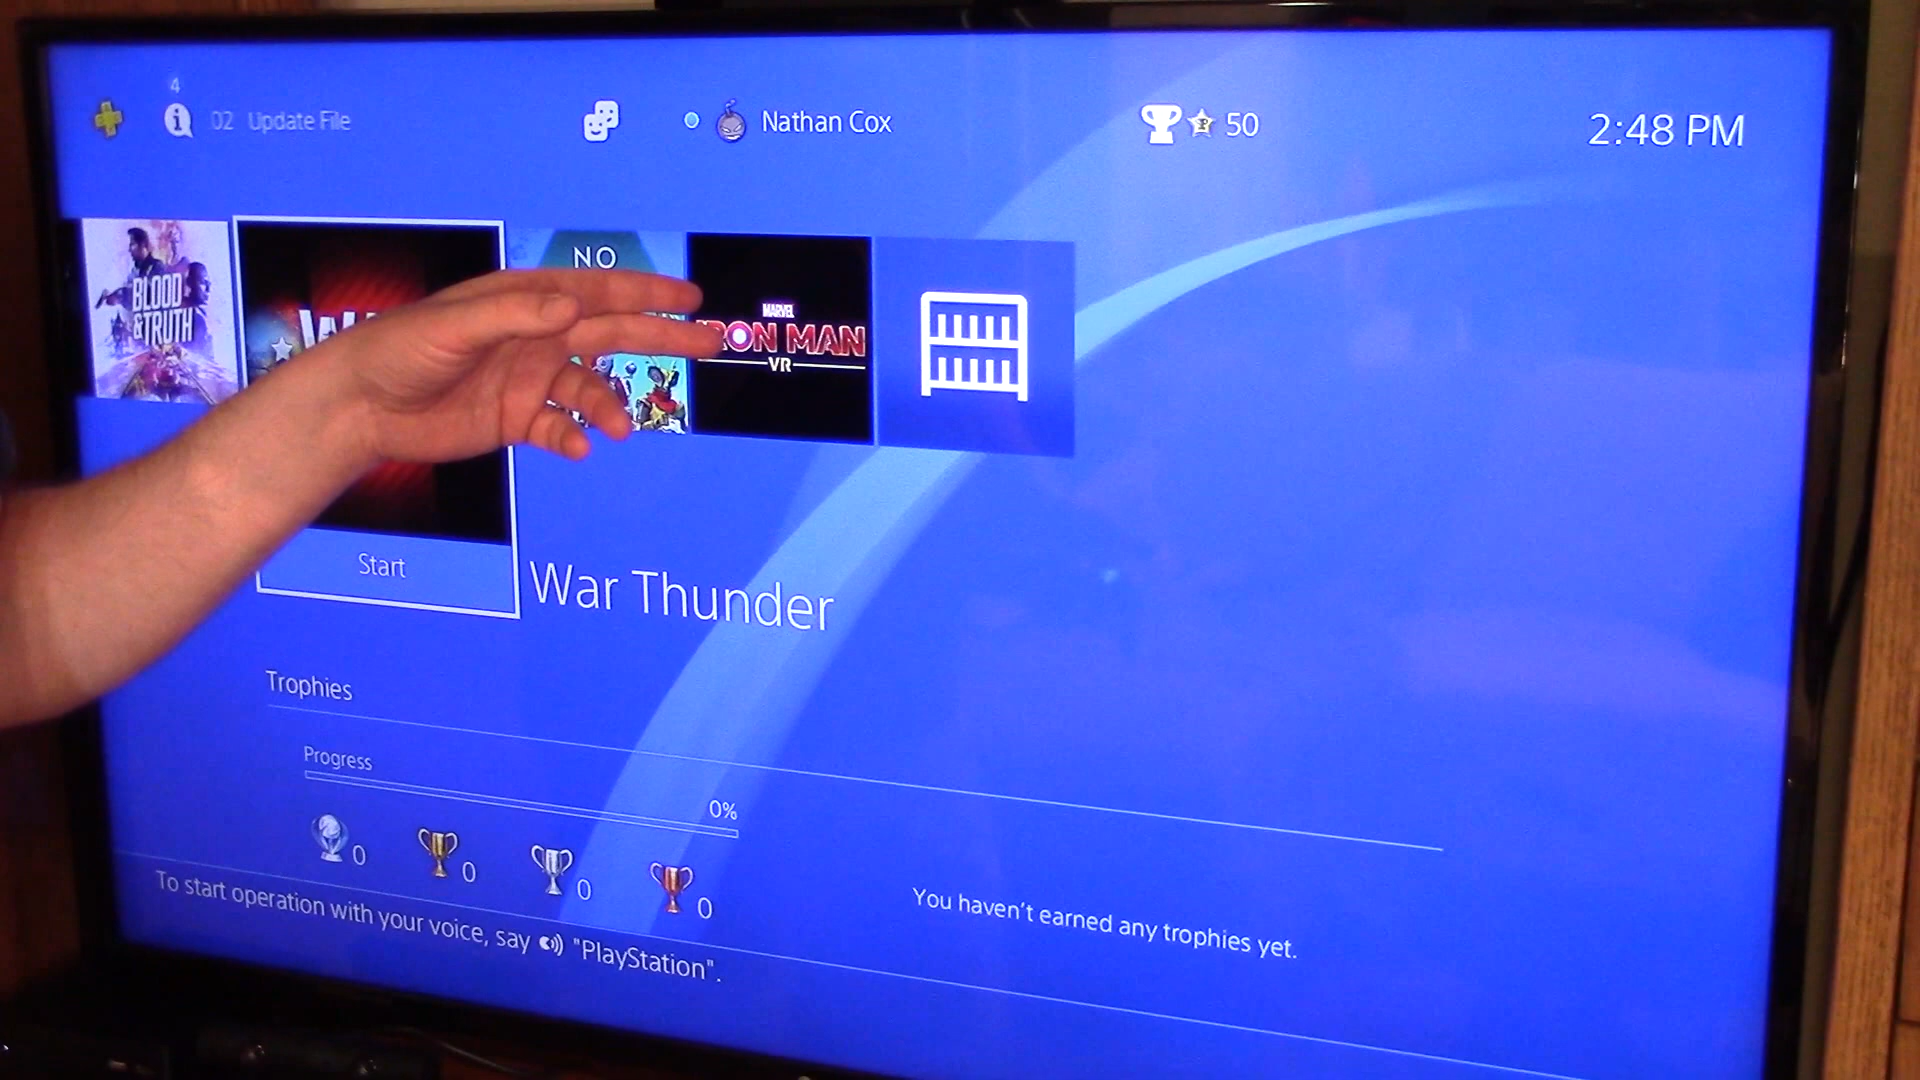 4
02 Update File
Nathan Cox
50
2:48 PM
BLOOD
& TRUTH
NO
MARVEL
IRON MAN
VR
Start
War Thunder
Trophies
Progress
0%
0
0
0
0
You haven't earned any trophies yet.
To start operation with your voice, say "PlayStation".